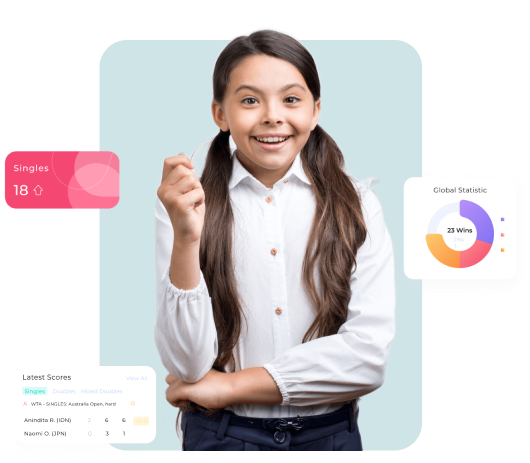 Singles
18
Global Statistic
23 Wins
Latest Scores
View All
Singles Doubles Mixed Doubles
WTA - SINGLES: Australia Open, hard
Anindita R. (IDN) 2 6 6
Naomi O. (JPN) 0 3 1